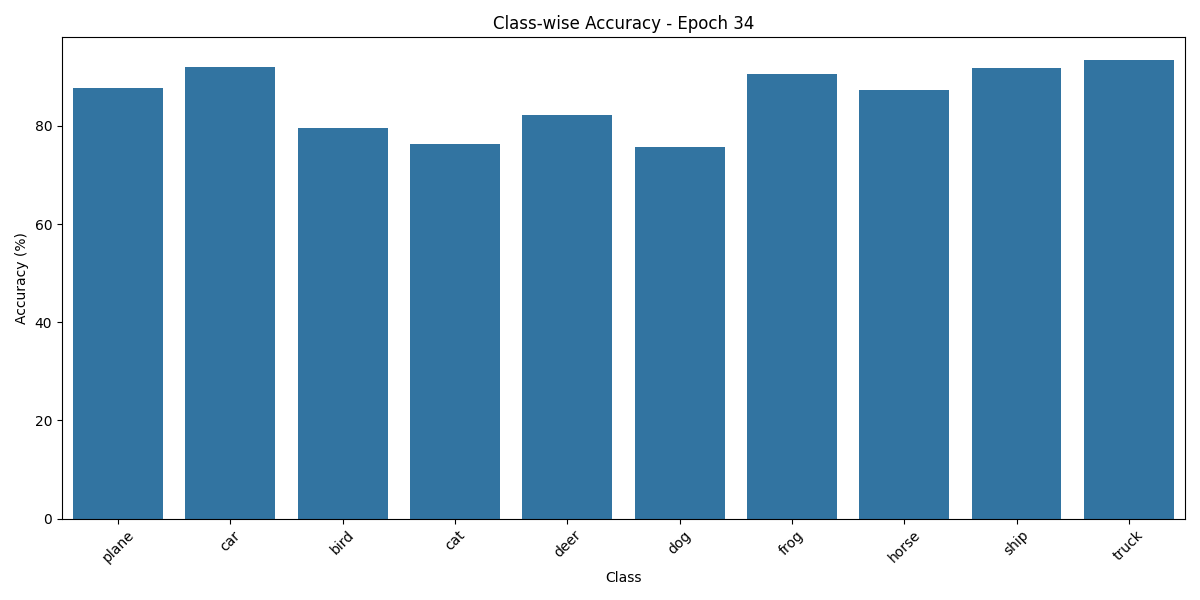 Class-wise Accuracy - Epoch 34
Accuracy (%)
80
60
40
20
0
plane
car
bird
cat
deer
dog
frog
horse
ship
truck
Class